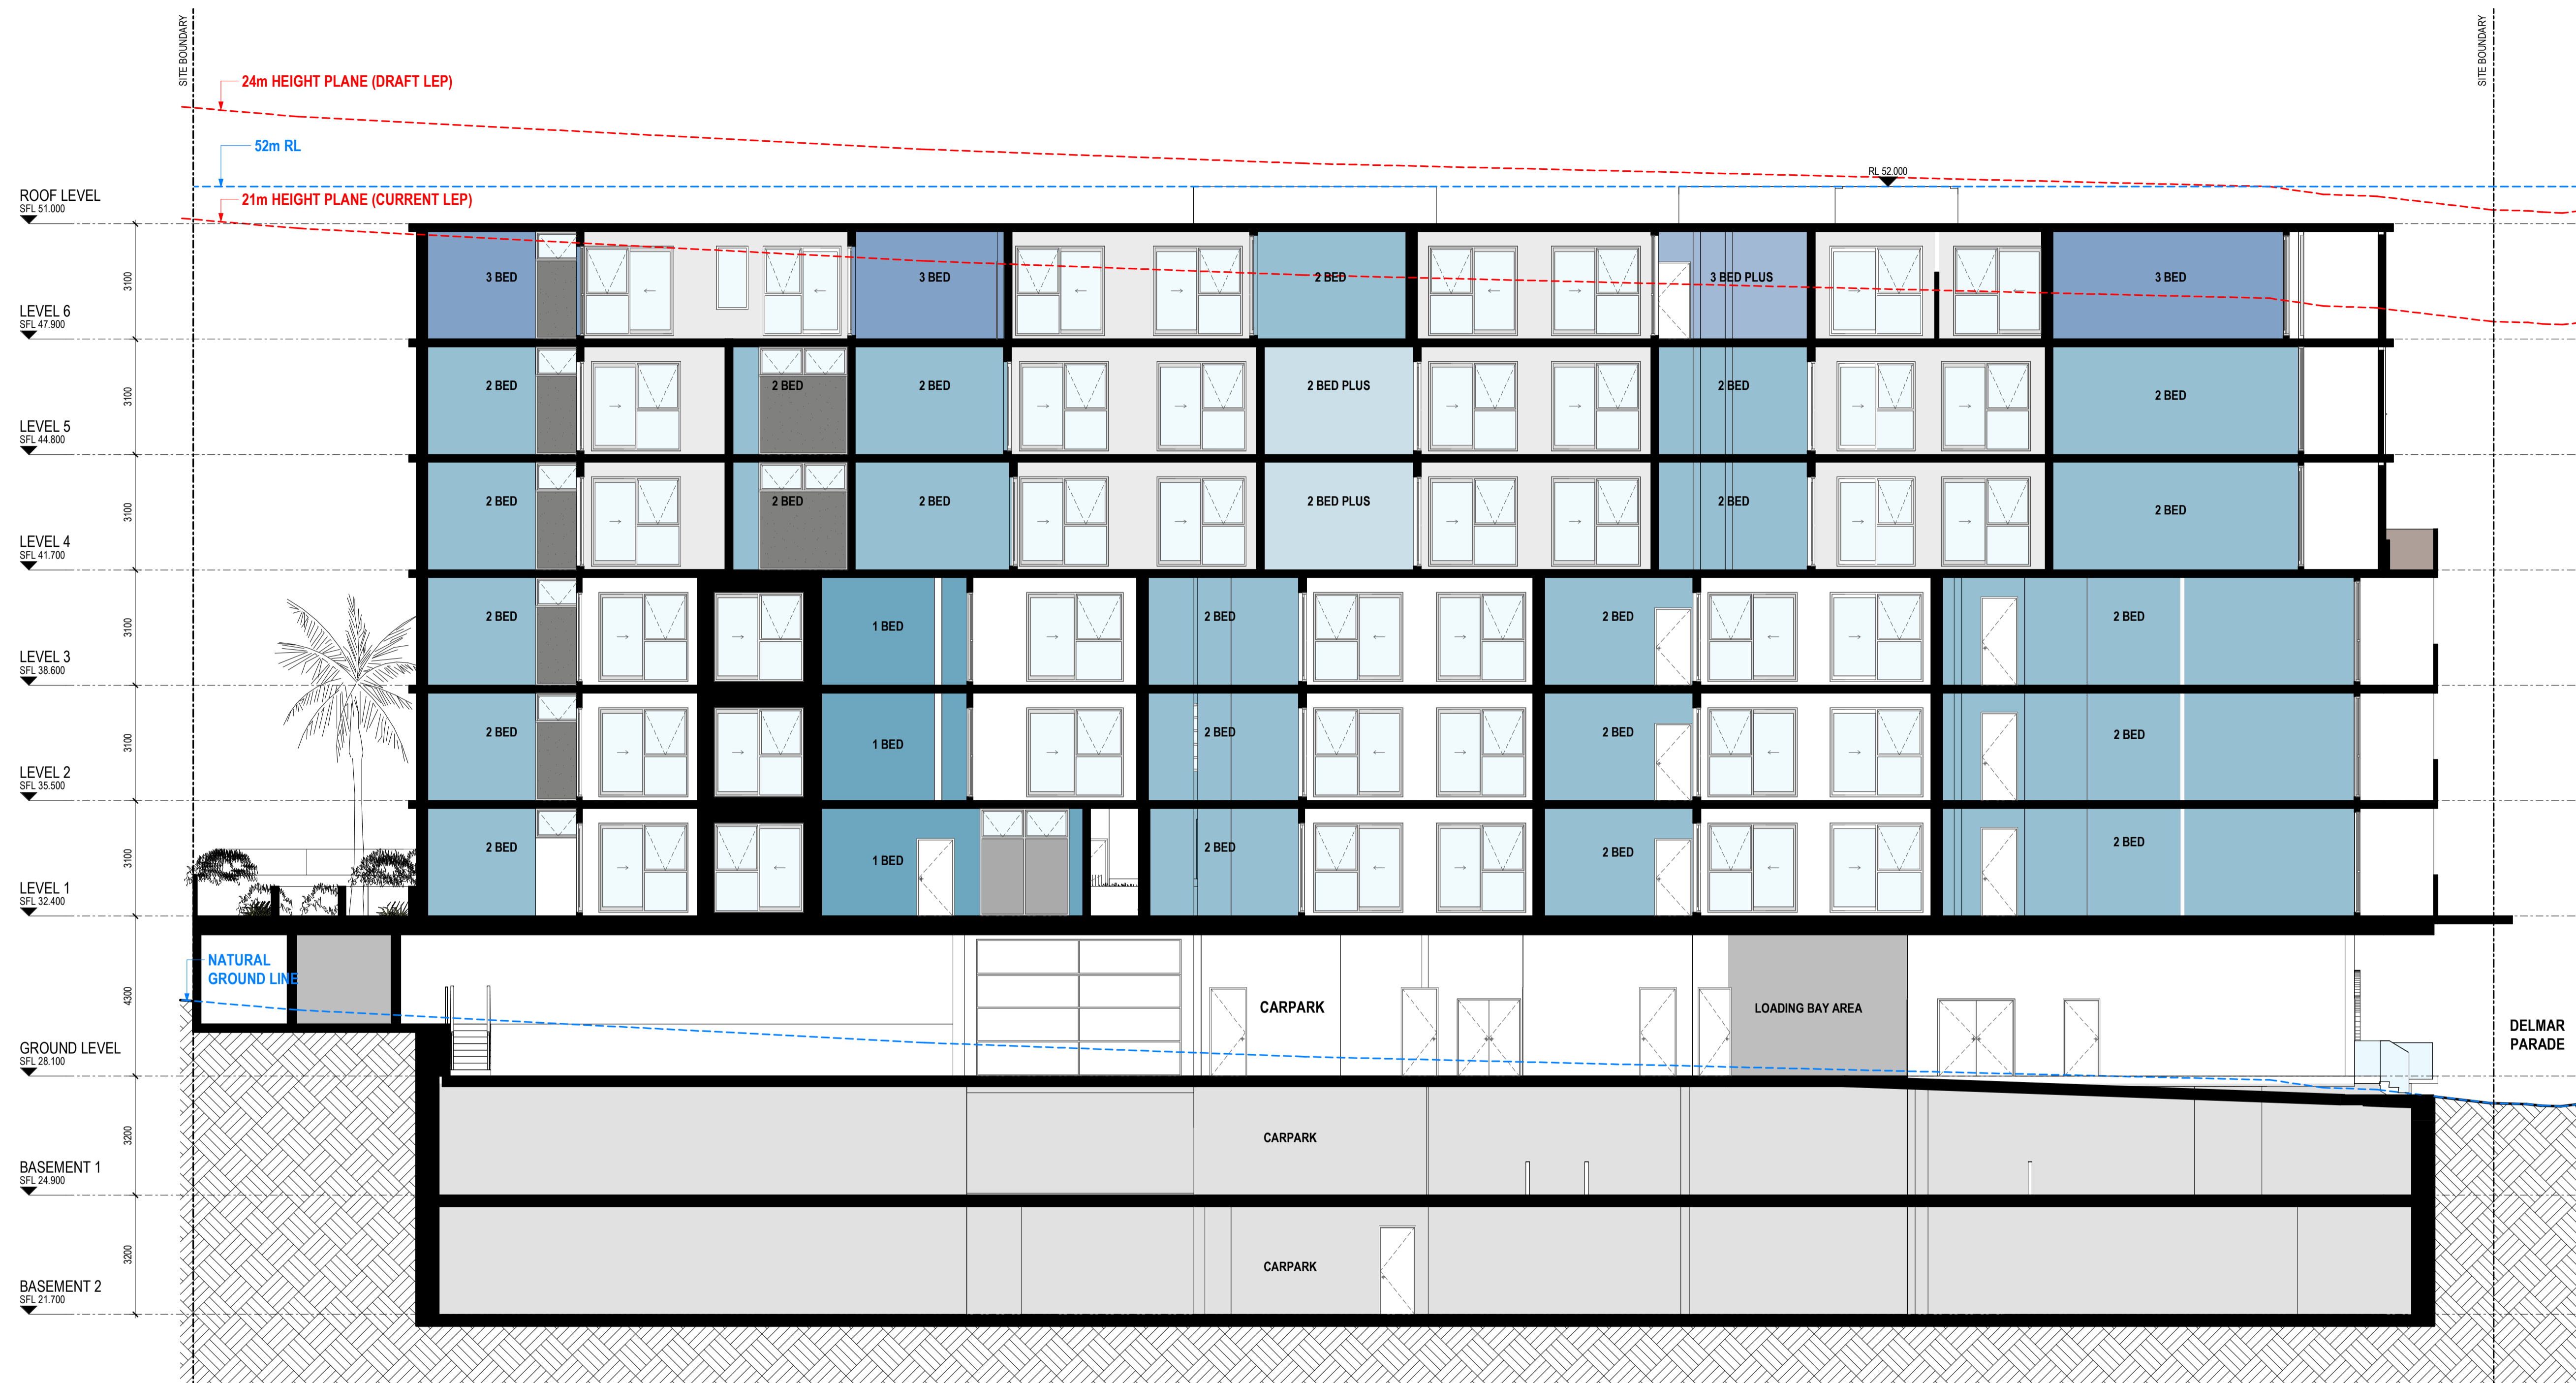 SITE BOUNDARY
SITE BOUNDARY
24m HEIGHT PLANE (DRAFT LEP)
52m RL
RL 52.000
21m HEIGHT PLANE (CURRENT LEP)
ROOF LEVEL
SFL 51.000
3100
3 BED
3 BED
2 BED
3 BED PLUS
3 BED
LEVEL 6
SFL 47.900
3100
2 BED
2 BED
2 BED
2 BED PLUS
2 BED
2 BED
LEVEL 5
SFL 44.800
3100
2 BED
2 BED
2 BED
2 BED PLUS
2 BED
2 BED
LEVEL 4
SFL 41.700
3100
2 BED
1 BED
2 BED
2 BED
2 BED
LEVEL 3
SFL 38.600
3100
2 BED
1 BED
2 BED
2 BED
2 BED
LEVEL 2
SFL 35.500
3100
2 BED
1 BED
2 BED
2 BED
2 BED
LEVEL 1
SFL 32.400
NATURAL
GROUND LINE
4300
CARPARK
LOADING BAY AREA
DELMAR
PARADE
GROUND LEVEL
SFL 28.100
3200
CARPARK
BASEMENT 1
SFL 24.900
3200
CARPARK
BASEMENT 2
SFL 21.700